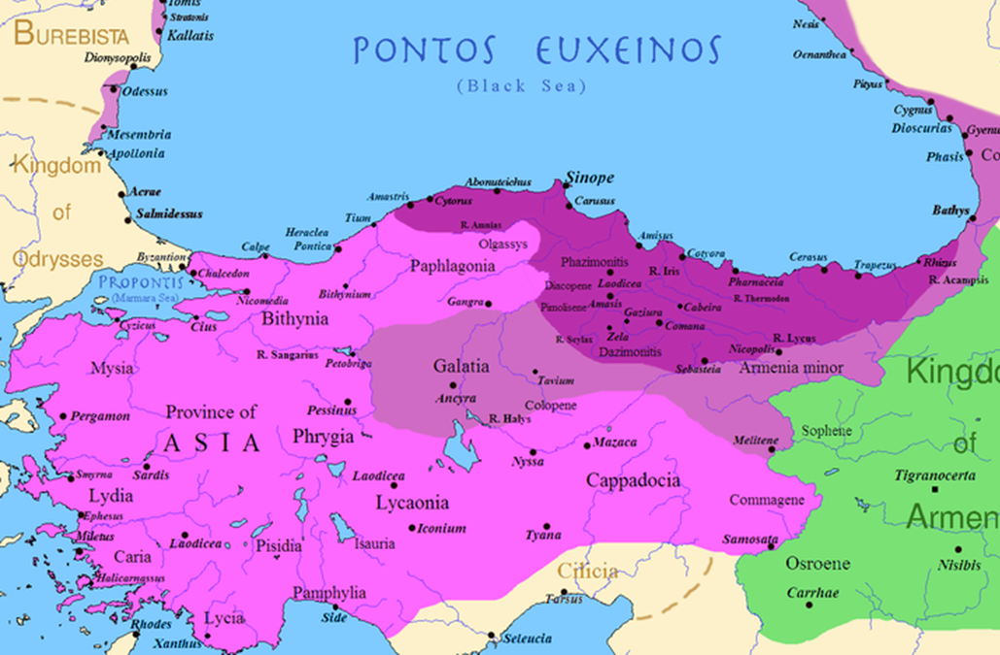 Tomis
Stratonis
Kallatis
BUREBISTA
Dionysopolis
Odessus
Mesembria
Apollonia
Kingdom
of
Odrysses
Acrae
Salmidessus
Byzantion
PONTOS EUXEINOS
(Black Sea)
Nesis
Oenanthea
Pityus
Cygnus
Dioscurias
Gyenu
Phasis
Co
Bathys
Rhizus
R. Acampsis
Sinope
Abonuteichus
Carusus
Amastris
Cytorus
Tium
R. Amnias
Olgassys
Heraclea
Pontica
Calpe
Chalcedon
PROPONTIS
(Marmara Sea)
Nicomedia
Bithynium
Paphlagonia
Gangra
Bithynia
Cyzicus
Cius
Amisus
Cotyora
Cerasus
Trapezus
Phazimonitis
R. Iris
Pharnaceia
Diacopene
Laodicea
R. Thermodon
Pimolisene
Amasis
Gaziura
Cabeira
Comana
R. Scylax
Zela
Dazimonitis
R. Lycus
Nicopolis
Sebasteia
Armenia minor
R. Sangarius
Petobriga
Mysia
Galatia
Tavium
Ancyra
Colopene
Pergamon
Province of
ASIA
Pessinus
Phrygia
R. Halys
Kingdo
of
Armen
Sophene
Melitene
Mazaca
Nyssa
Tigranocerta
Smyrna
Sardis
Lydia
Laodicea
Lycaonia
Cappadocia
Commagene
Ephesus
Miletus
Laodicea
Iconium
Tyana
Samosata
Caria
Pisidia
Isauria
Halicarnassus
Cilicia
Osroene
Nisibis
Pamphylia
Side
Tarsus
Carrhae
Lycia
Rhodes
Xanthus
Seleucia